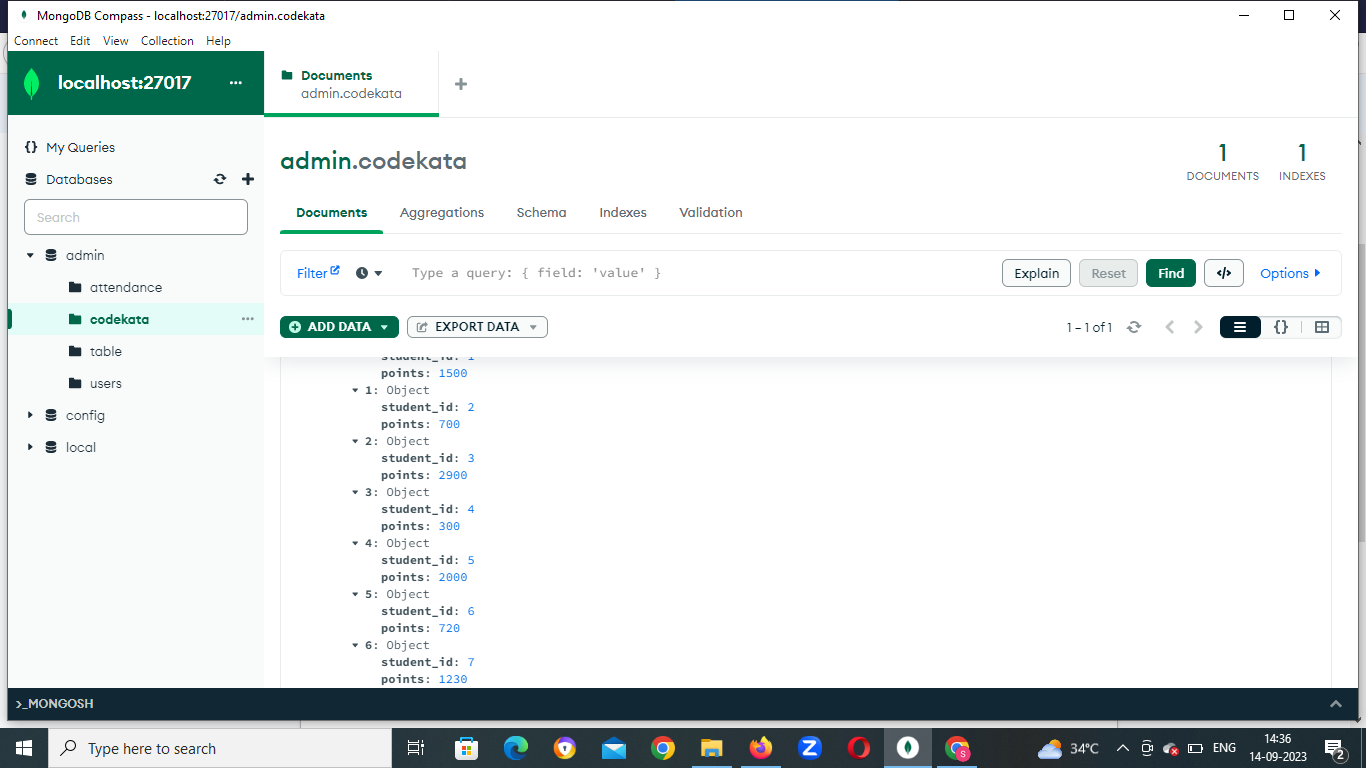 MongoDB Compass - localhost:27017/admin.codekata
Connect Edit View Collection Help
localhost:27017 ...
Documents
admin.codekata
+
{} My Queries
Databases
Search
admin
attendance
codekata ...
table
users
config
local
admin.codekata
1
DOCUMENTS
1
INDEXES
Documents Aggregations Schema Indexes Validation
Filter Type a query: { field: 'value' } Explain Reset Find </> Options
ADD DATA EXPORT DATA 1 – 1 of 1 {}
student_id: 1
points: 1500
1: Object
student_id: 2
points: 700
2: Object
student_id: 3
points: 2900
3: Object
student_id: 4
points: 300
4: Object
student_id: 5
points: 2000
5: Object
student_id: 6
points: 720
6: Object
student_id: 7
points: 1230
>_MONGOSH
Type here to search
34°C ENG
14:36
14-09-2023
2